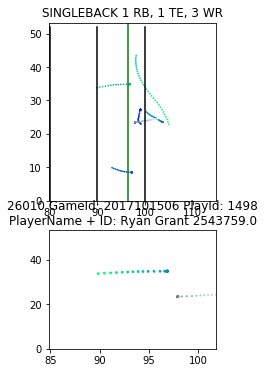 SINGLEBACK 1 RB, 1 TE, 3 WR
50
40
30
20
10
0
80 90 100 110
26010 GameId: 2017101506 PlayId: 1498
PlayerName + ID: Ryan Grant 2543759.0
40
20
0
85 90 95 100